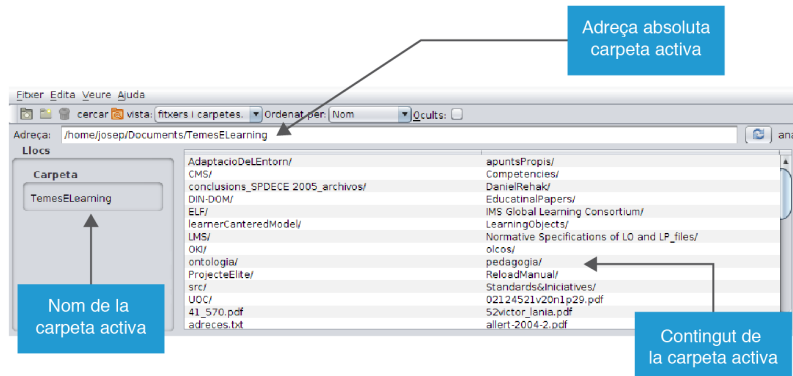 Adreça absoluta
carpeta activa
Fitxer Edita Veure Ajuda
cercar vista: fitxers i carpetes. Ordenat per: Nom Oculs:
Adreça: /home/josep/Documents/TemesELearning
Llocs
Carpeta
TemesELearning
AdaptacioDeLEntorn/ apuntsPropis/
CMS/ Competencies/
conclusions_SPDECE 2005_archivos/ DanielRehak/
DIN-DOM/ EducatinalPapers/
ELF/ IMS Global Learning Consortium/
learnerCanteredModel/ LearningObjects/
LMS/ Normative Specifications of LO and LP_files/
OKI/ olcos/
ontologia/ pedagogia/
ProjecteElite/ ReloadManual/
src/ Standards&Iniciatives/
UOC/ 02124521v20n1p29.pdf
41_570.pdf 52victor_lania.pdf
adreces.txt allert-2004-2.pdf
Nom de la
carpeta activa
Contingut de
la carpeta activa